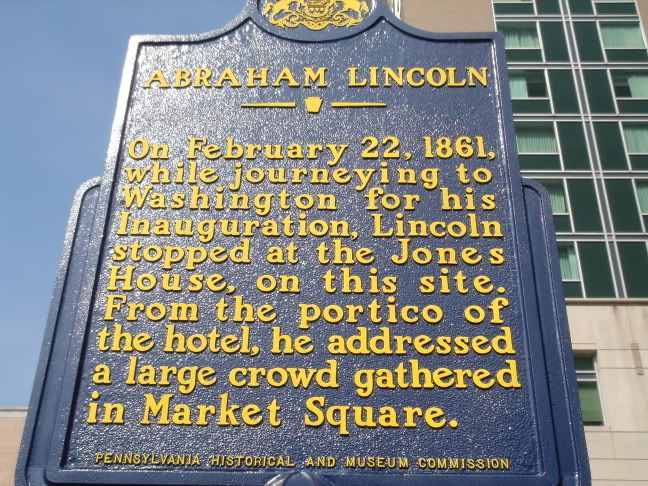 ABRAHAM LINCOLN
On February 22, 1861,
while journeying to
Washington for his
Inauguration, Lincoln
stopped at the Jones
House, on this site.
From the portico of
the hotel, he addressed
a large crowd gathered
in Market Square.
PENNSYLVANIA HISTORICAL AND MUSEUM COMMISSION